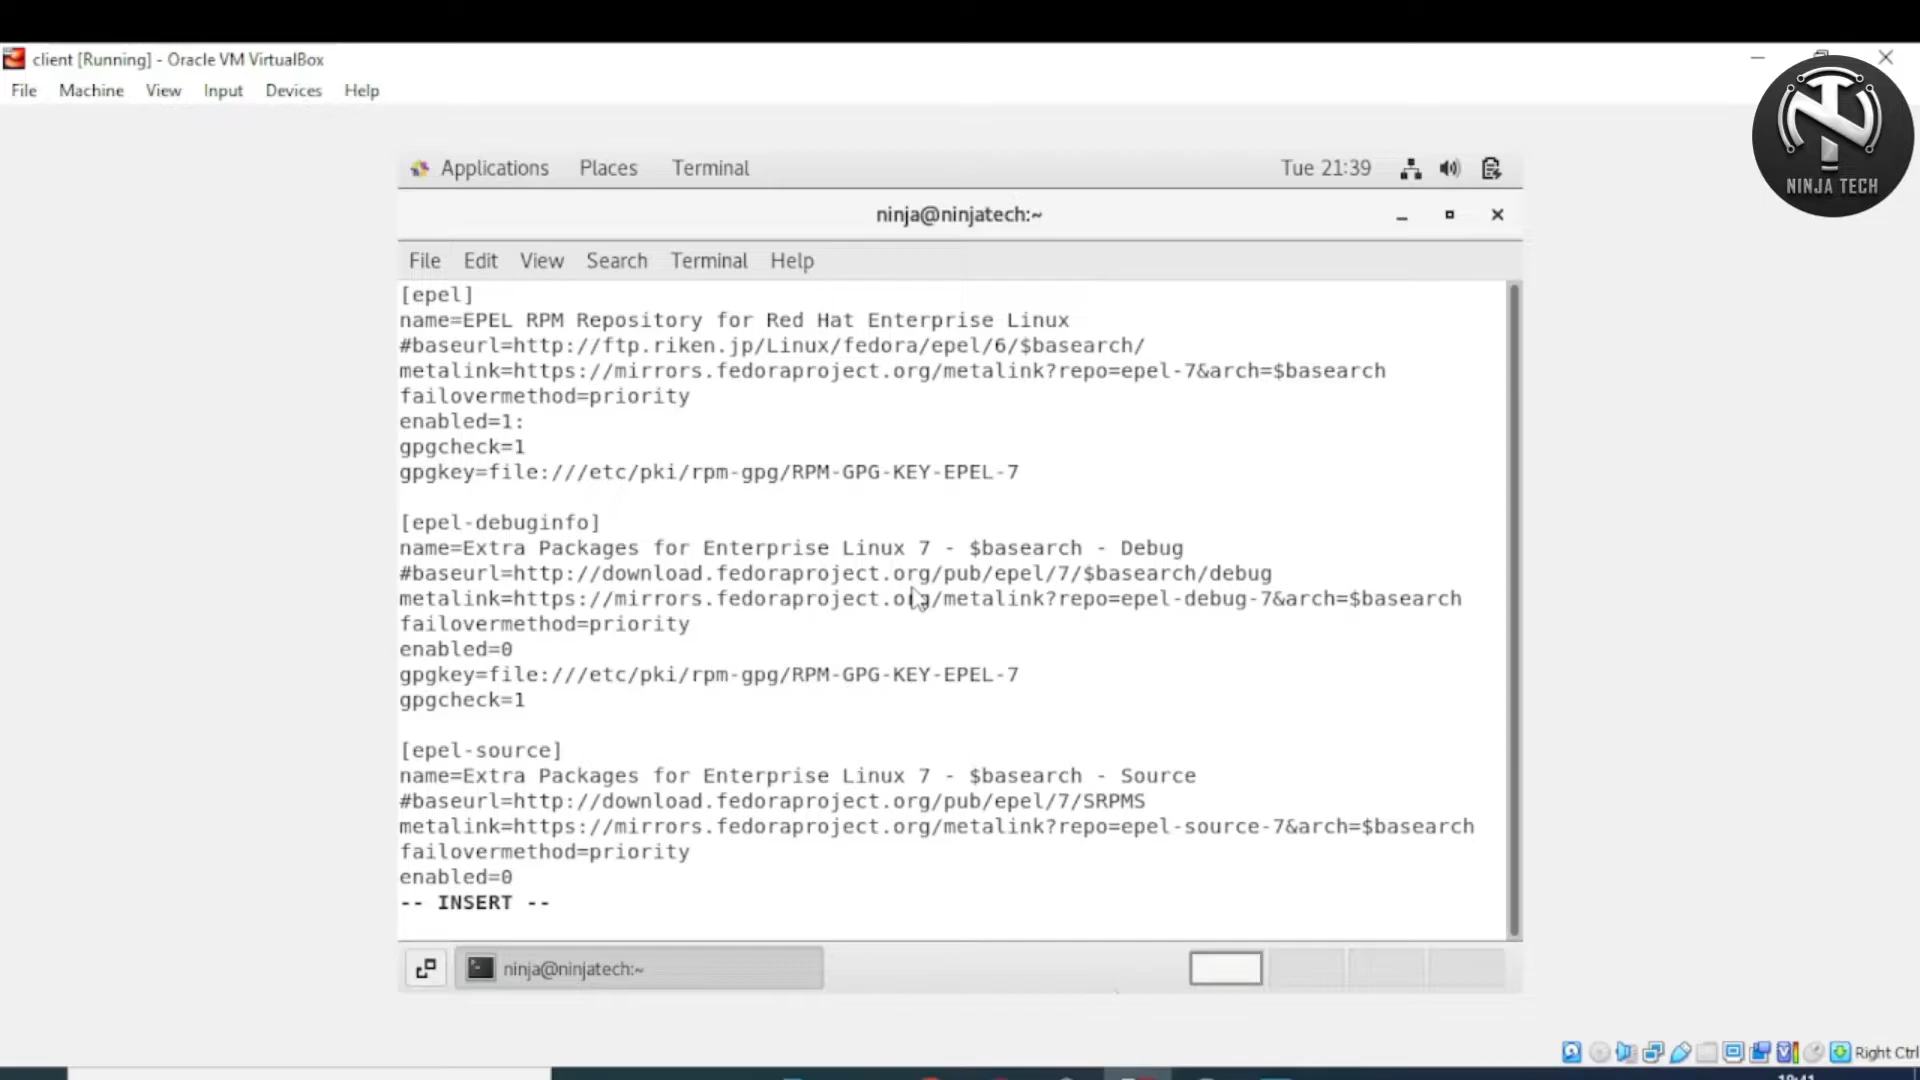 client [Running] - Oracle VM VirtualBox
File Machine View Input Devices Help
NINJA TECH
Applications Places Terminal Tue 21:39
ninja@ninjatech:~
File Edit View Search Terminal Help
[epel]
name=EPEL RPM Repository for Red Hat Enterprise Linux
#baseurl=http://ftp.riken.jp/Linux/fedora/epel/6/$basearch/
metalink=https://mirrors.fedoraproject.org/metalink?repo=epel-7&arch=$basearch
failovermethod=priority
enabled=1:
gpgcheck=1
gpgkey=file:///etc/pki/rpm-gpg/RPM-GPG-KEY-EPEL-7
[epel-debuginfo]
name=Extra Packages for Enterprise Linux 7 - $basearch - Debug
#baseurl=http://download.fedoraproject.org/pub/epel/7/$basearch/debug
metalink=https://mirrors.fedoraproject.org/metalink?repo=epel-debug-7&arch=$basearch
failovermethod=priority
enabled=0
gpgkey=file:///etc/pki/rpm-gpg/RPM-GPG-KEY-EPEL-7
gpgcheck=1
[epel-source]
name=Extra Packages for Enterprise Linux 7 - $basearch - Source
#baseurl=http://download.fedoraproject.org/pub/epel/7/SRPMS
metalink=https://mirrors.fedoraproject.org/metalink?repo=epel-source-7&arch=$basearch
failovermethod=priority
enabled=0
-- INSERT --
ninja@ninjatech:~
Right Ctrl